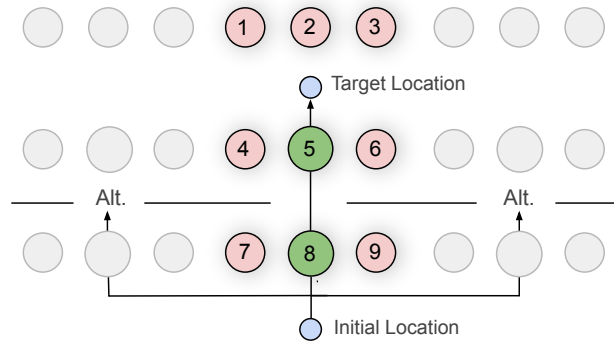 1 2 3
Target Location
4 5 6
Alt. Alt.
7 8 9
Initial Location